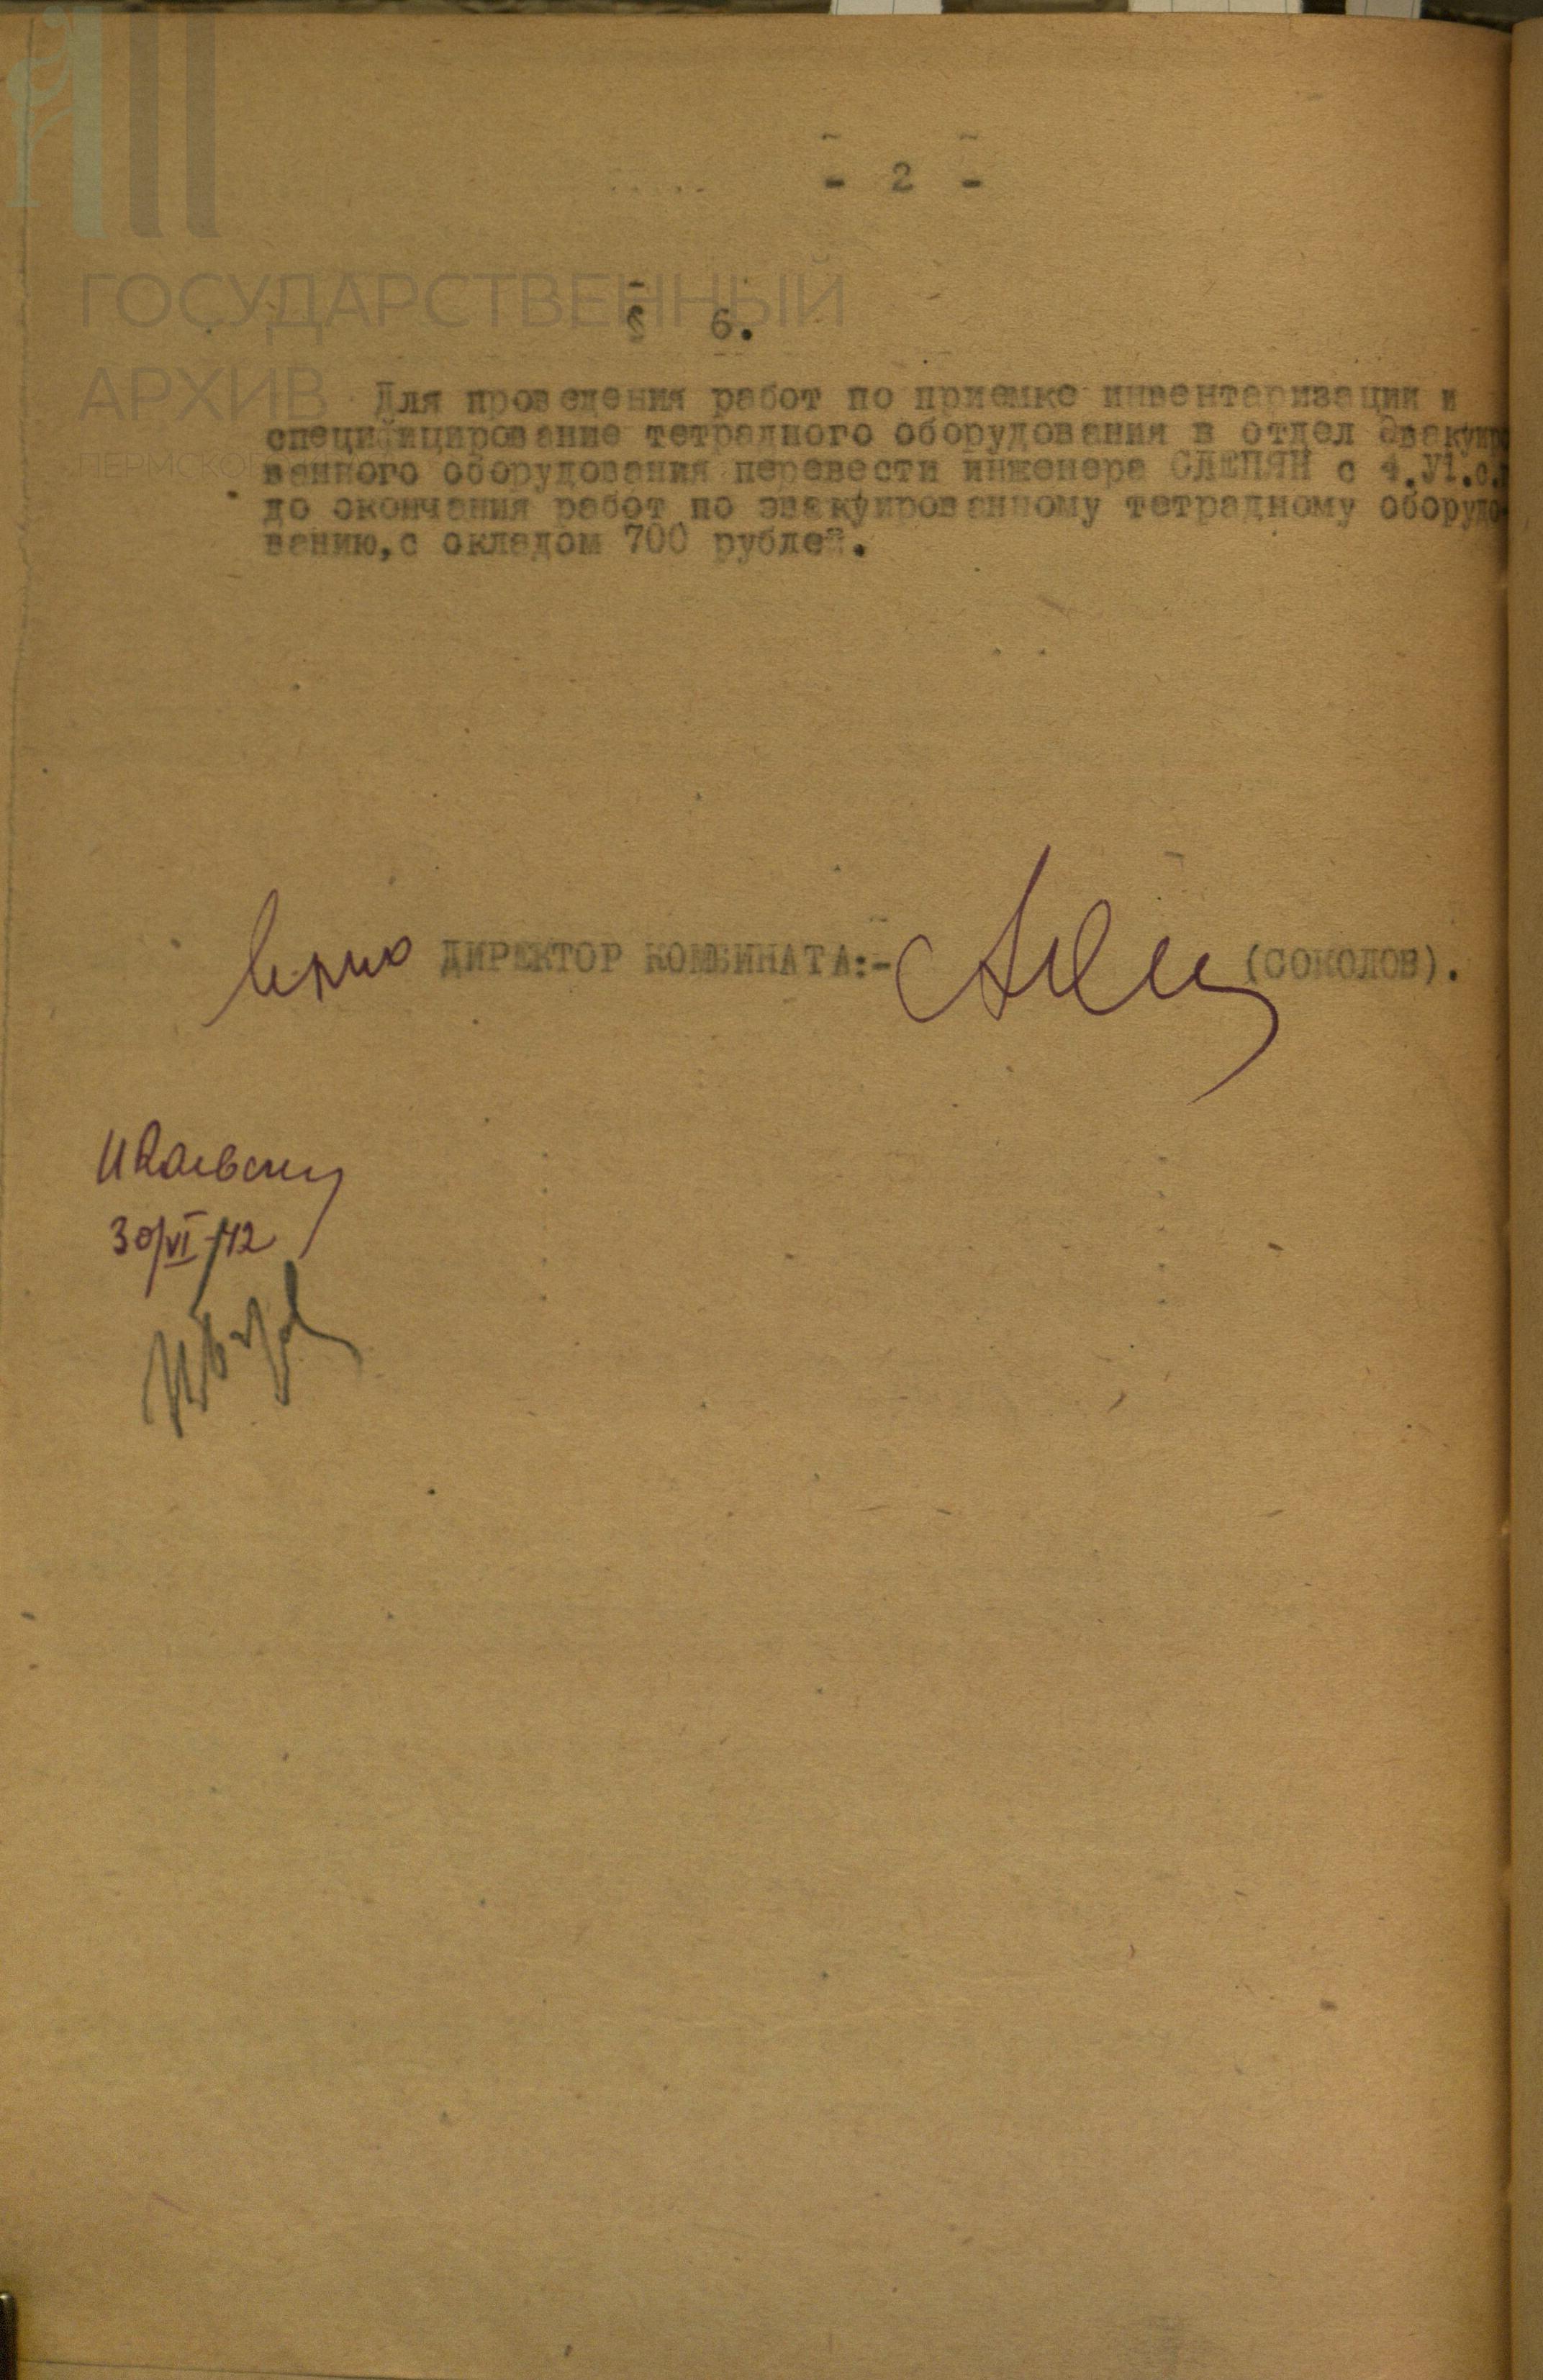 - 2 -
ГОСУДАРСТВЕННЫЙ
АРХИВ
ПЕРМСКО
§ 6.
Для проведения работ по приемке инвентаризации и
специфицирование тетрадного оборудования в отдел эвакуиро
ванного оборудования перевести инженера СЛЕПЯН с 4.У1.с.
до окончания работ по эвакуированному тетрадному оборудо-
ванию,с окладом 700 рублей.
ДИРЕКТОР КОМБИНАТА:- (СОКОЛОВ).
30/VI-42